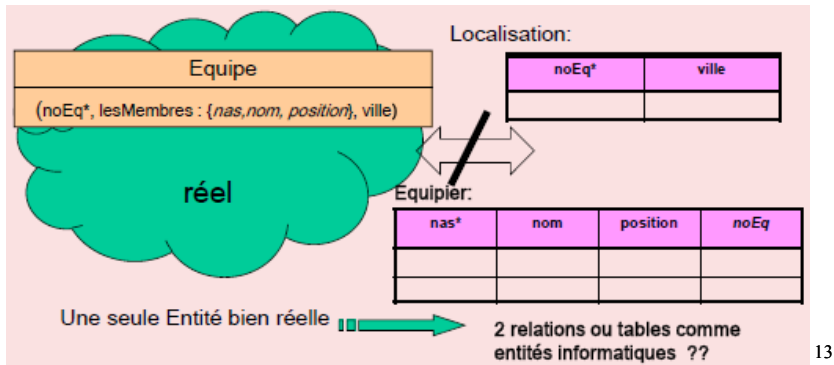 Localisation:
Equipe
noEq* ville
(noEq*, lesMembres : {nas,nom, position}, ville)
réel
Equipier:
nas* nom position noEq
Une seule Entité bien réelle
2 relations ou tables comme
entités informatiques ??
13